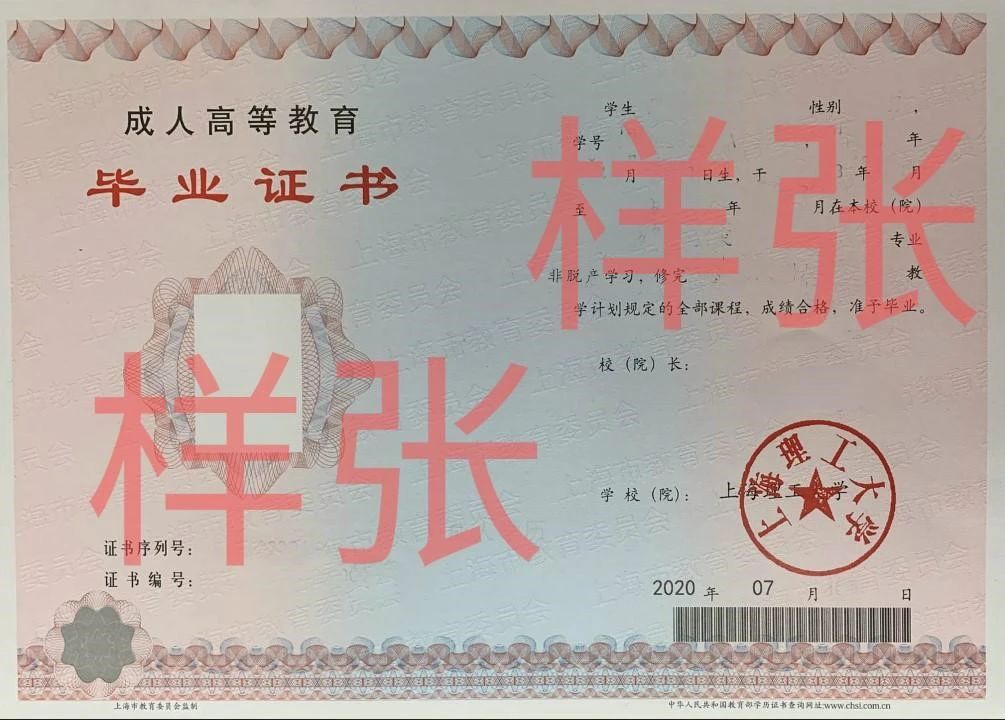 成人高等教育
毕业证书
学生 性别 ，
学号 ， 年
月 日生，于 年 月
至 年 月在本校（院）
专业
非脱产学习，修完 教
学计划规定的全部课程，成绩合格，准予毕业。
校（院）长：
学校（院）： 上海理工大学
证书序列号：
证书编号：
2020 年 07 月 日
上海市教育委员会监制
中华人民共和国教育部学历证书查询网址:www.chsi.com.cn
样张
样张